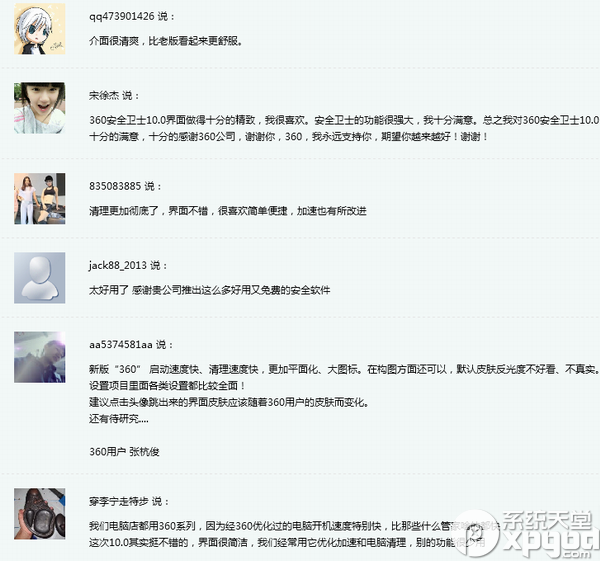 qq473901426 说：
介面很清爽，比老版看起来更舒服。
宋徐杰 说：
360安全卫士10.0界面做得十分的精致，我很喜欢。安全卫士的功能很强大，我十分满意。总之我对360安全卫士10.0
十分的满意，十分的感谢360公司，谢谢你，360，我永远支持你，期望你越来越好！谢谢！
835083885 说：
清理更加彻底了，界面不错，很喜欢简单便捷，加速也有所改进
jack88_2013 说：
太好用了 感谢贵公司推出这么多好用又免费的安全软件
aa5374581aa 说：
新版“360” 启动速度快、清理速度快，更加平面化、大图标。在构图方面还可以，默认皮肤反光度不好看、不真实。
设置项目里面各类设置都比较全面！
建议点击头像跳出来的界面皮肤应该随着360用户的皮肤而变化。
还有待研究....
360用户 张杭俊
穿李宁走特步 说：
我们电脑店都用360系列，因为经360优化过的电脑开机速度特别快，比那些什么管家
这次10.0其实挺不错的，界面很简洁，我们经常用它优化加速和电脑清理，别的功能
系统天堂
xpgod